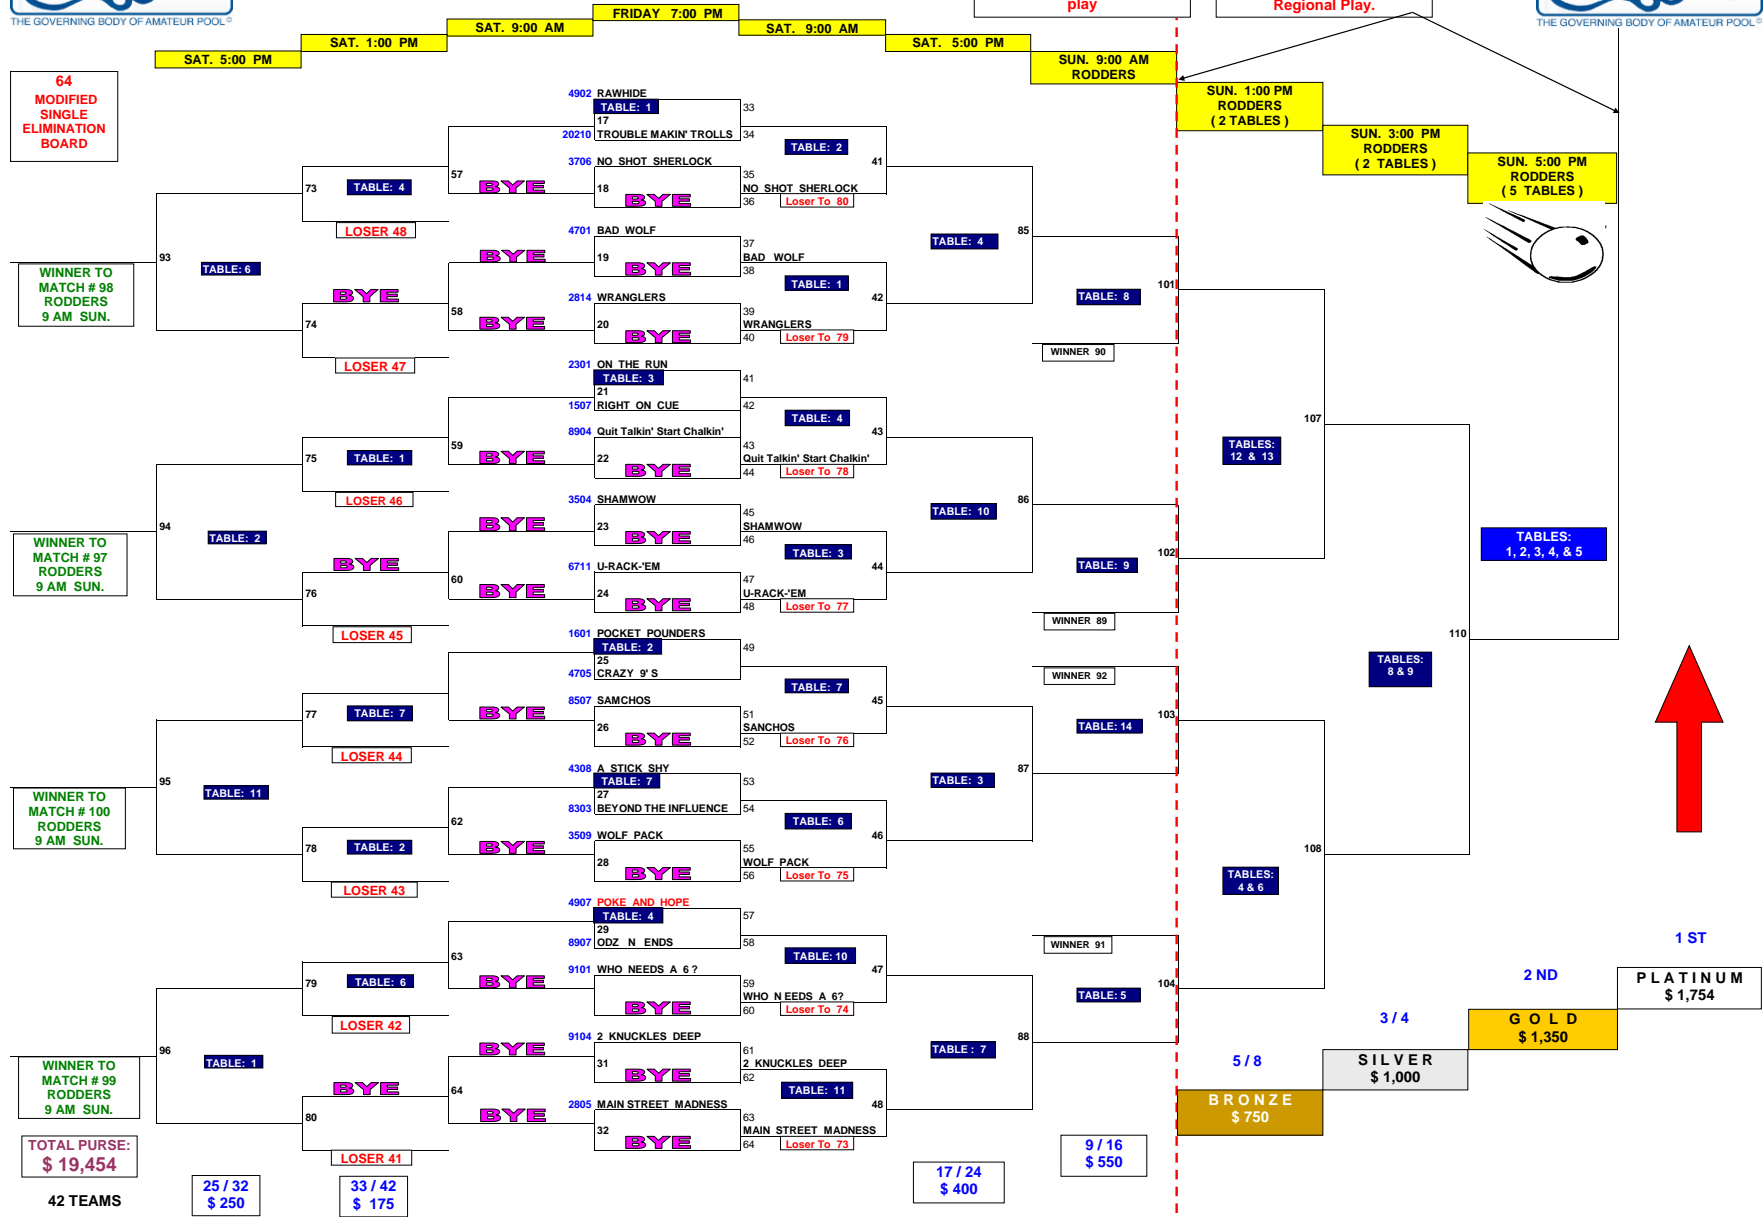 THE GOVERNING BODY OF AMATEUR POOL®
play
Regional Play.
THE GOVERNING BODY OF AMATEUR POOL®
FRIDAY 7:00 PM
SAT. 9:00 AM
SAT. 9:00 AM
SAT. 1:00 PM
SAT. 5:00 PM
SAT. 5:00 PM
SUN. 9:00 AM
RODDERS
SUN. 1:00 PM
RODDERS
( 2 TABLES )
SUN. 3:00 PM
RODDERS
( 2 TABLES )
SUN. 5:00 PM
RODDERS
( 5 TABLES )
64
MODIFIED
SINGLE
ELIMINATION
BOARD
4902 RAWHIDE
TABLE: 1
33
17
20210 TROUBLE MAKIN' TROLLS 34
TABLE: 2
41
3706 NO SHOT SHERLOCK
57
BYE
18
BYE
35
NO SHOT SHERLOCK
36
Loser To 80
73
TABLE: 4
LOSER 48
4701 BAD WOLF
BYE
19
BYE
37
BAD WOLF
38
TABLE: 4
85
93
TABLE: 6
WINNER TO
MATCH # 98
RODDERS
9 AM SUN.
TABLE: 1
42
BYE
74
58
BYE
2814 WRANGLERS
20
BYE
39
WRANGLERS
40
Loser To 79
TABLE: 8
101
WINNER 90
LOSER 47
2301 ON THE RUN
TABLE: 3
41
21
1507 RIGHT ON CUE 42
TABLE: 4
43
107
8904 Quit Talkin' Start Chalkin'
59
BYE
22
BYE
43
Quit Talkin' Start Chalkin'
44
Loser To 78
TABLES:
12 & 13
75
TABLE: 1
LOSER 46
3504 SHAMWOW
BYE
23
BYE
45
SHAMWOW
46
TABLE: 10
86
94
TABLE: 2
WINNER TO
MATCH # 97
RODDERS
9 AM SUN.
TABLE: 3
44
TABLES:
1, 2, 3, 4, & 5
BYE
76
60
BYE
6711 U-RACK-'EM
24
BYE
47
U-RACK-'EM
48
Loser To 77
TABLE: 9
102
WINNER 89
LOSER 45
1601 POCKET POUNDERS
TABLE: 2
49
25
4705 CRAZY 9' S
110
TABLES:
8 & 9
WINNER 92
TABLE: 7
45
8507 SAMCHOS
BYE
26
BYE
51
SANCHOS
52
Loser To 76
77
TABLE: 7
LOSER 44
TABLE: 14
103
4308 A STICK SHY
TABLE: 7
53
27
8303 BEYOND THE INFLUENCE 54
TABLE: 3
87
95
TABLE: 11
WINNER TO
MATCH # 100
RODDERS
9 AM SUN.
62
BYE
TABLE: 6
46
3509 WOLF PACK
28
BYE
55
WOLF PACK
56
Loser To 75
78
TABLE: 2
LOSER 43
108
TABLES:
4 & 6
4907 POKE AND HOPE
TABLE: 4
57
29
8907 ODZ N ENDS 58
TABLE: 10
47
WINNER 91
63
BYE
9101 WHO NEEDS A 6 ?
BYE
59
WHO N EEDS A 6?
60
Loser To 74
79
TABLE: 6
LOSER 42
TABLE: 5
104
9104 2 KNUCKLES DEEP
BYE
31
BYE
61
2 KNUCKLES DEEP
62
TABLE : 7
88
96
TABLE: 1
WINNER TO
MATCH # 99
RODDERS
9 AM SUN.
TABLE: 11
48
BYE
80
64
BYE
2805 MAIN STREET MADNESS
32
BYE
63
MAIN STREET MADNESS
64
Loser To 73
LOSER 41
1 ST
PLATINUM
$ 1,754
2 ND
GOLD
$ 1,350
3 / 4
SILVER
$ 1,000
5 / 8
BRONZE
$ 750
9 / 16
$ 550
17 / 24
$ 400
TOTAL PURSE:
$ 19,454
42 TEAMS
25 / 32
$ 250
33 / 42
$ 175